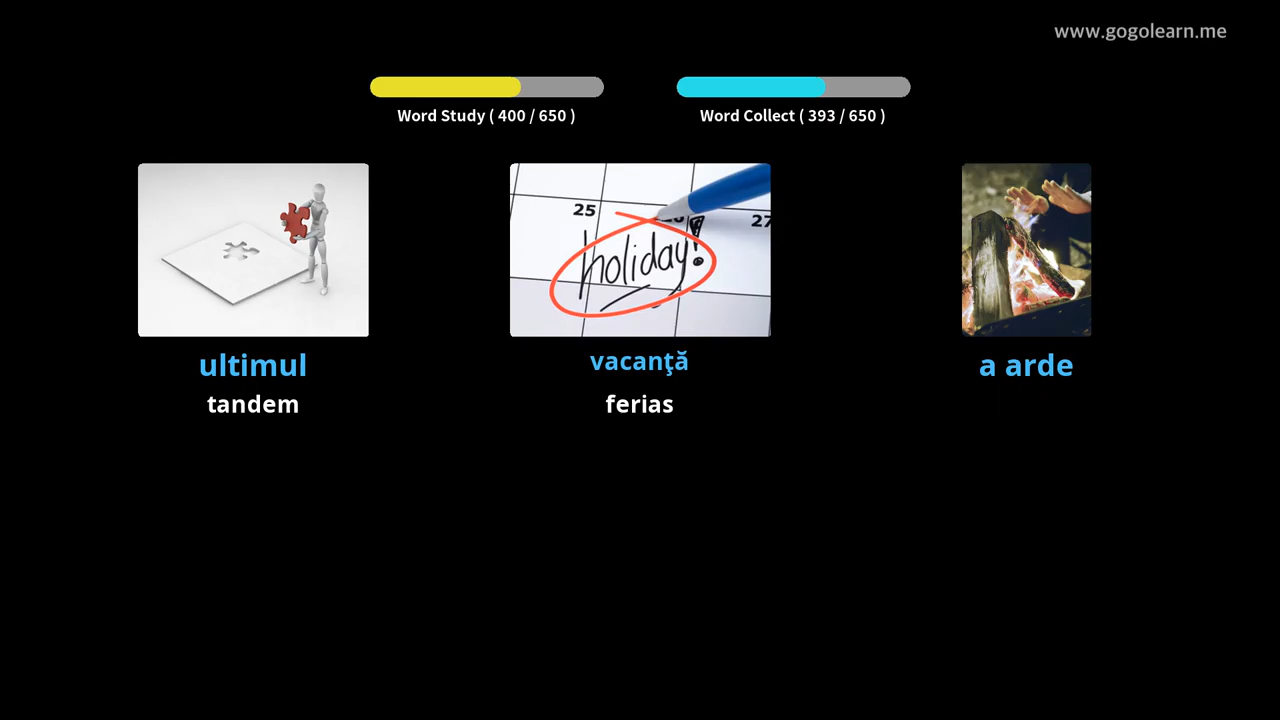 www.gogolearn.me
Word Study ( 400 / 650 )
Word Collect ( 393 / 650 )
25
27
holiday!
ultimul
vacanţă
a arde
tandem
ferias